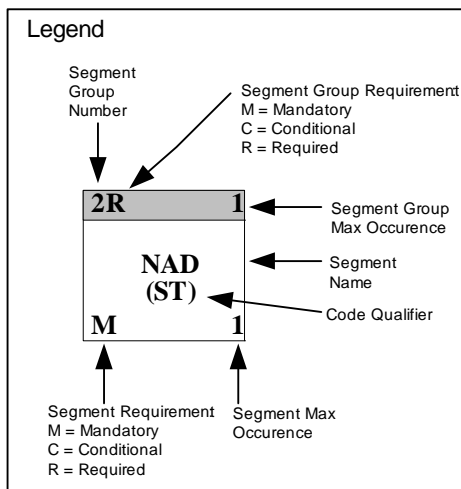 Legend
Segment
Group
Number
Segment Group Requirement
M = Mandatory
C = Conditional
R = Required
2R 1
Segment Group
Max Occurence
NAD
(ST)
Segment
Name
Code Qualifier
M 1
Segment Requirement
M = Mandatory
C = Conditional
R = Required
Segment Max
Occurence